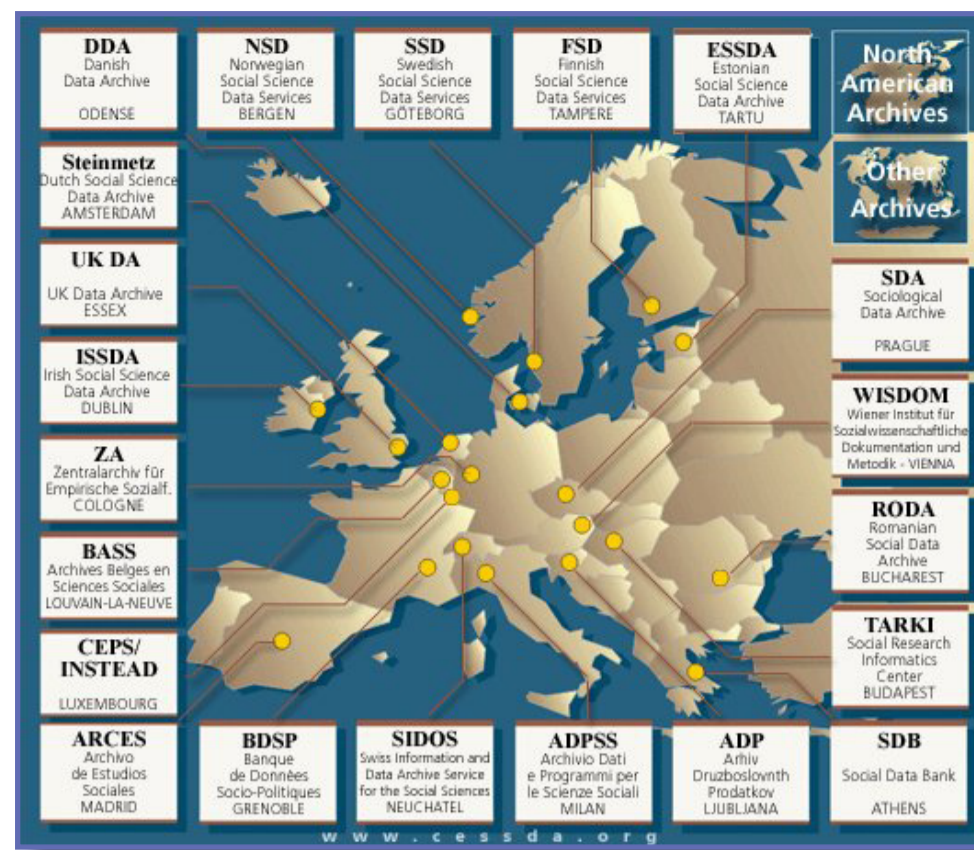 DDA
Danish
Data Archive
ODENSE
NSD
Norwegian
Social Science
Data Services
BERGEN
SSD
Swedish
Social Science
Data Services
GÖTEBORG
FSD
Finnish
Social Science
Data Services
TAMPERE
ESSDA
Estonian
Social Science
Data Archive
TARTU
North
American
Archives
Other
Archives
Steinmetz
Dutch Social Science
Data Archive
AMSTERDAM
UK DA
UK Data Archive
ESSEX
ISSDA
Irish Social Science
Data Archive
DUBLIN
ZA
Zentralarchiv für
Empirische Sozialf.
COLOGNE
BASS
Archives Belges en
Sciences Sociales
LOUVAIN-LA-NEUVE
CEPS/
INSTEAD
LUXEMBOURG
SDA
Sociological
Data Archive
PRAGUE
WISDOM
Wiener Institut für
Sozialwissenschaftliche
Dokumentation und
Metodik - VIENNA
RODA
Romanian
Social Data
Archive
BUCHAREST
TARKI
Social Research
Informatics
Center
BUDAPEST
ARCES
Archivo
de Estudios
Sociales
MADRID
BDSP
Banque
de Donnèes
Socio-Politiques
GRENOBLE
SIDOS
Swiss Information and
Data Archive Service
for the Social Sciences
NEUCHATEL
ADPSS
Archivio Dati
e Programmi per
le Scienze Sociali
MILAN
ADP
Arhiv
Druzboslovnth
Prodatkov
LJUBLJANA
SDB
Social Data Bank
ATHENS
www.cessda.org